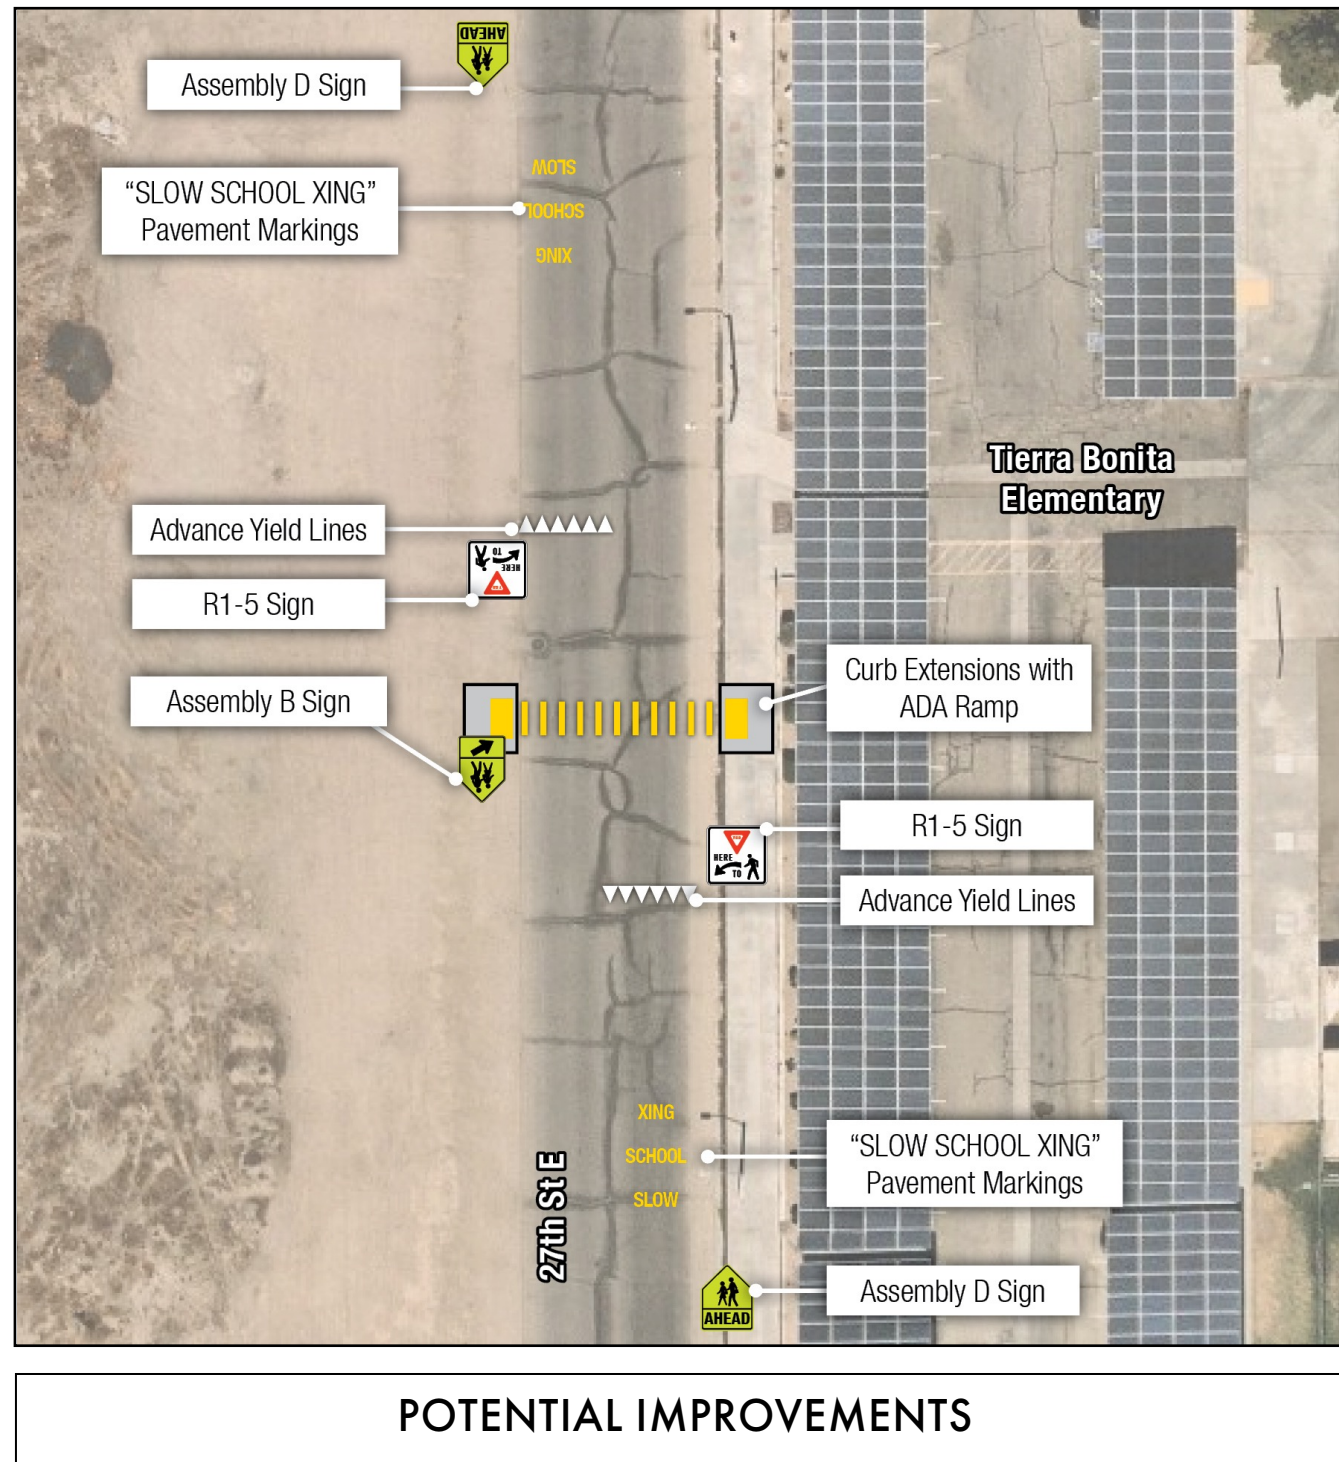 AHEAD
Assembly D Sign
SLOW
“SLOW SCHOOL XING”
Pavement Markings
SCHOOL
XING
Tierra Bonita
Elementary
Advance Yield Lines
HERE
TO
R1-5 Sign
Curb Extensions with
ADA Ramp
Assembly B Sign
R1-5 Sign
HERE
TO
Advance Yield Lines
XING
SCHOOL
SLOW
“SLOW SCHOOL XING”
Pavement Markings
27th St E
Assembly D Sign
AHEAD
POTENTIAL IMPROVEMENTS